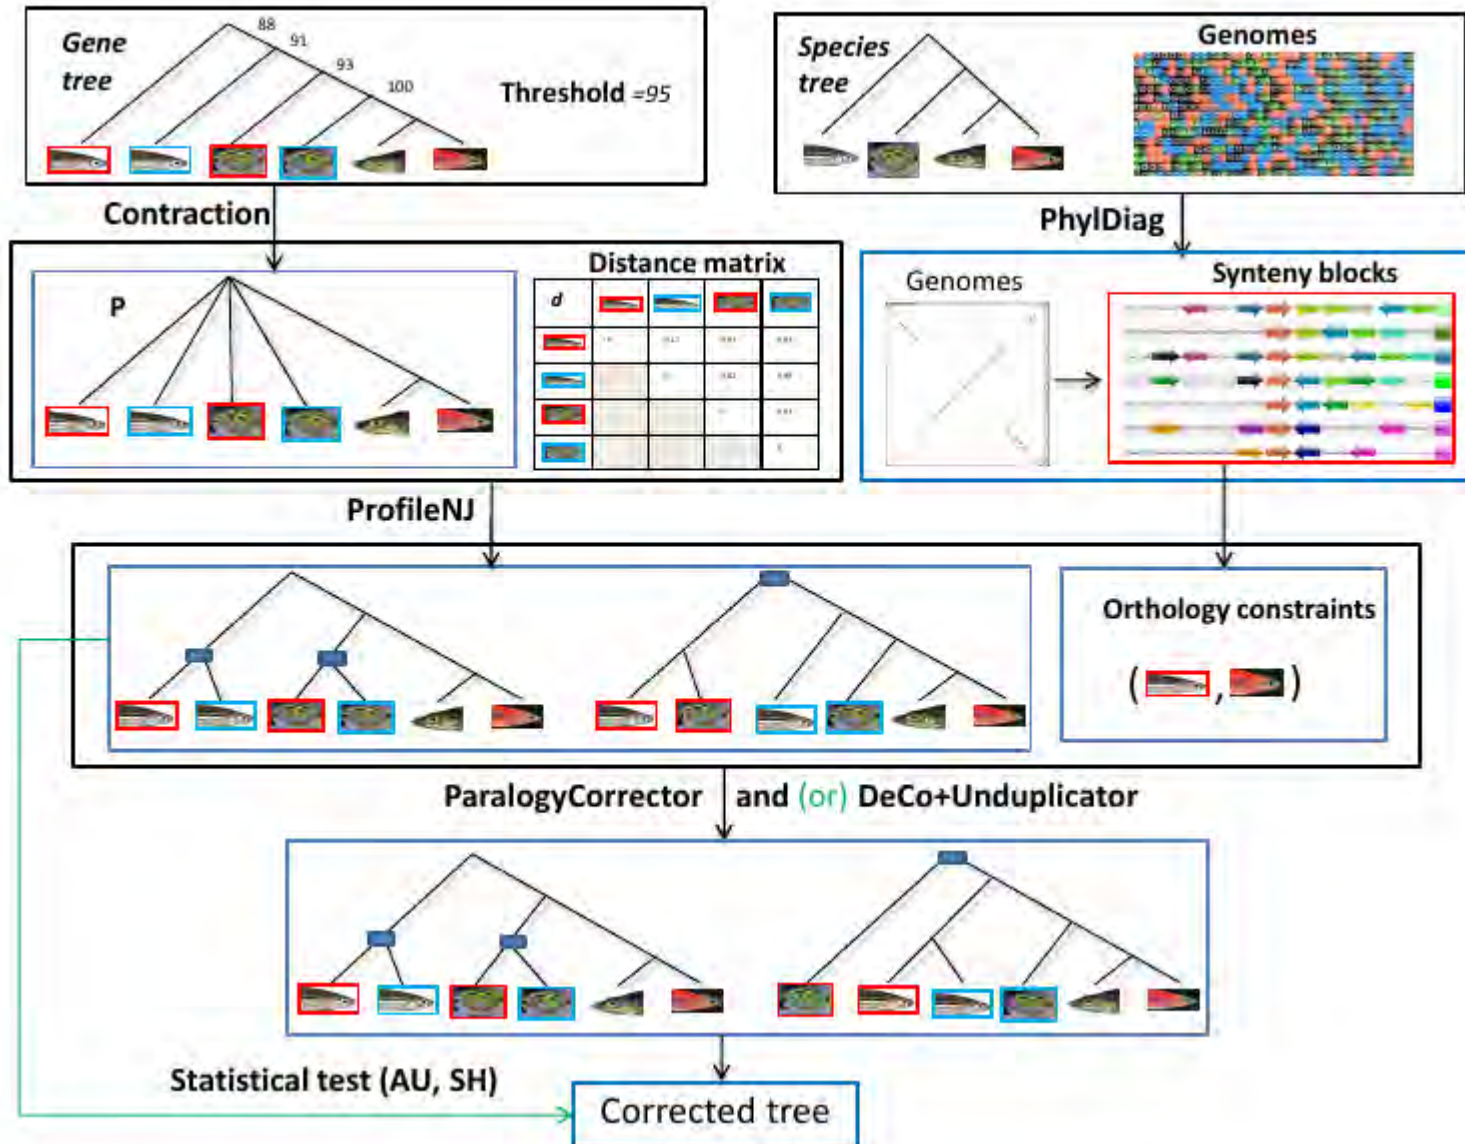 Gene
tree
88
91
93
100
Threshold =95
Species
tree
Genomes
Contraction
PhylDiag
P
Distance matrix
d
Genomes
Synteny blocks
ProfileNJ
Orthology constraints
( , )
ParalogyCorrector and (or) DeCo+Unduplicator
Statistical test (AU, SH)
Corrected tree